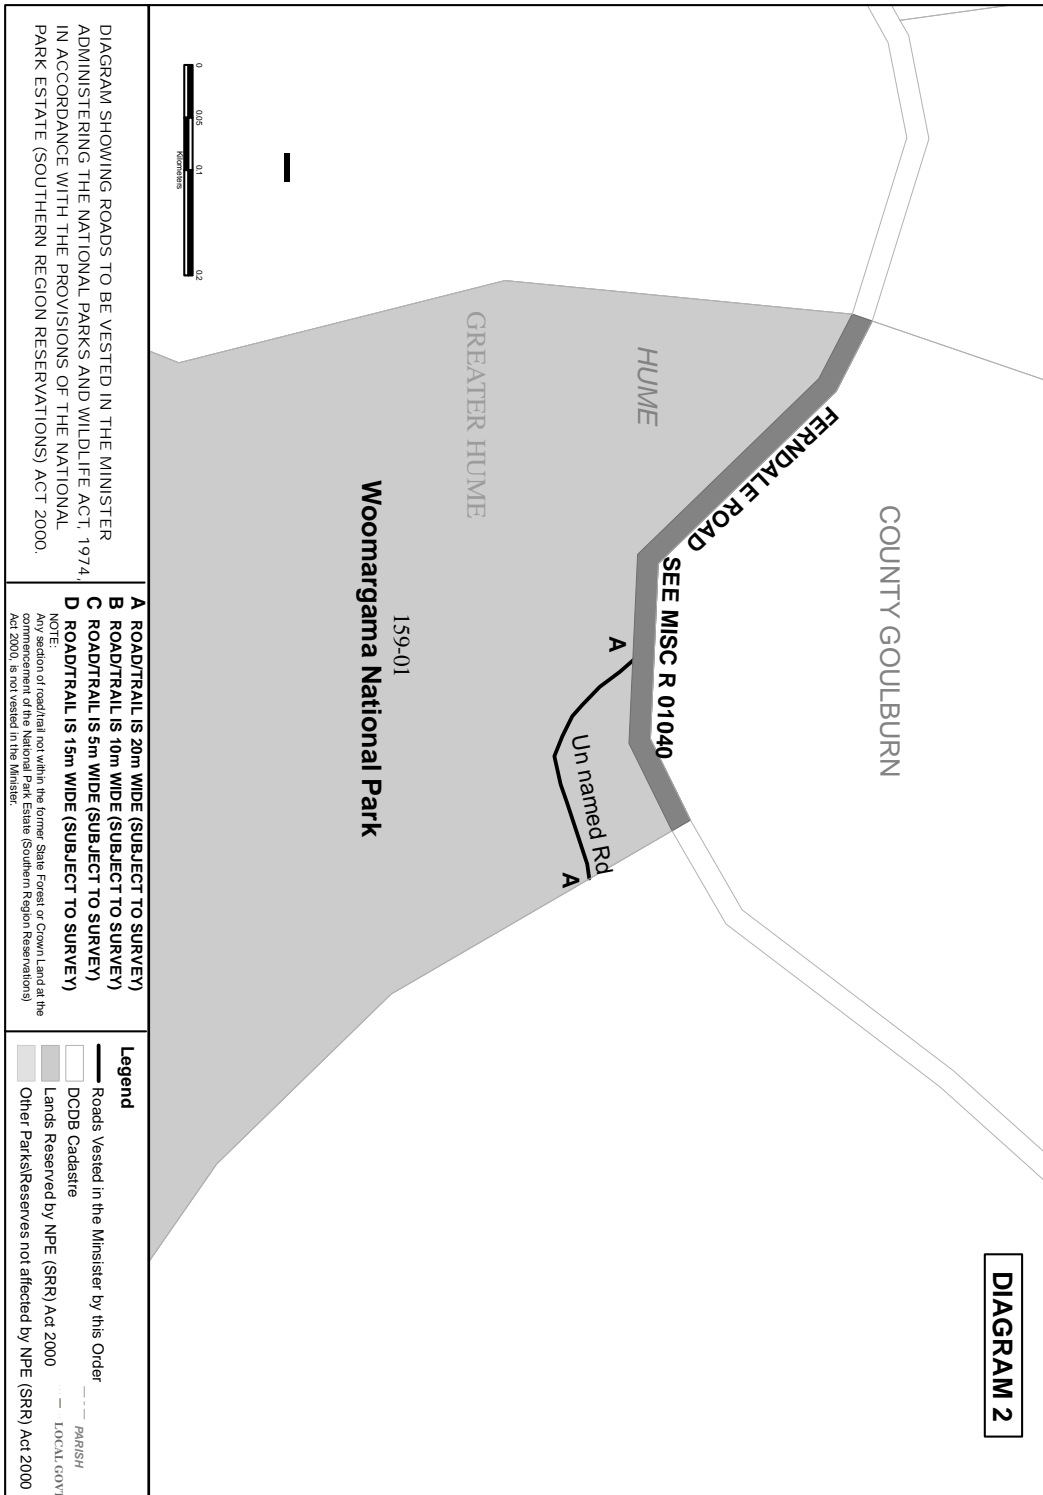 DIAGRAM 2
COUNTY GOULBURN
FERNDALE ROAD
SEE MISC R 01040
HUME
A
Un named Rd
A
GREATER HUME
159-01
Woomargama National Park
0 0.05 0.1 0.2
Kilometers
DIAGRAM SHOWING ROADS TO BE VESTED IN THE MINISTER
ADMINISTERING THE NATIONAL PARKS AND WILDLIFE ACT, 1974,
IN ACCORDANCE WITH THE PROVISIONS OF THE NATIONAL
PARK ESTATE (SOUTHERN REGION RESERVATIONS) ACT 2000.
A ROAD/TRAIL IS 20m WIDE (SUBJECT TO SURVEY)
B ROAD/TRAIL IS 10m WIDE (SUBJECT TO SURVEY)
C ROAD/TRAIL IS 5m WIDE (SUBJECT TO SURVEY)
D ROAD/TRAIL IS 15m WIDE (SUBJECT TO SURVEY)
NOTE:
Any section of road/trail not within the former State Forest or Crown Land at the
commencement of the National Park Estate (Southern Region Reservations)
Act 2000, is not vested in the Minister.
Legend
Roads Vested in the Minsister by this Order
DCDB Cadastre
Lands Reserved by NPE (SRR) Act 2000
Other Parks\Reserves not affected by NPE (SRR) Act 2000
PARISH
LOCAL GOVT